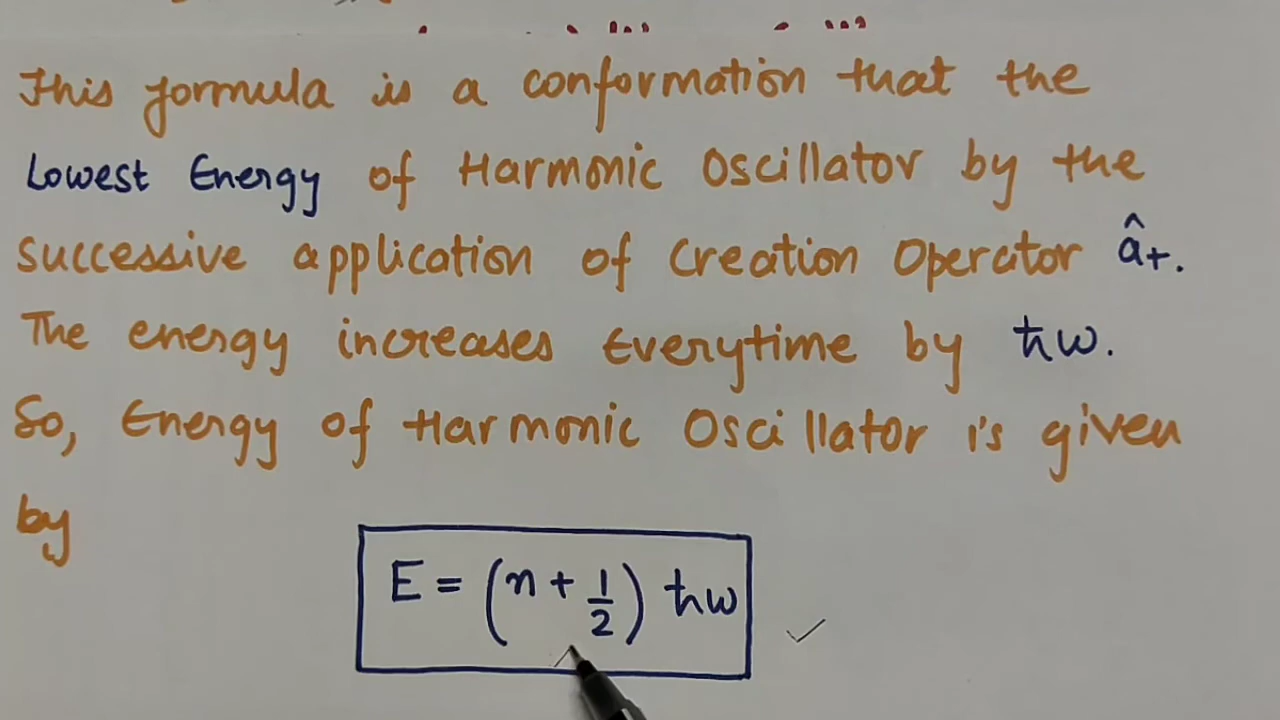 This formula is a conformation that the
Lowest Energy of Harmonic Oscillator by the
successive application of Creation Operator â₊.
The energy increases Everytime by ħω.
So, Energy of Harmonic Oscillator is given
by
E = (n + 1/2) ħω